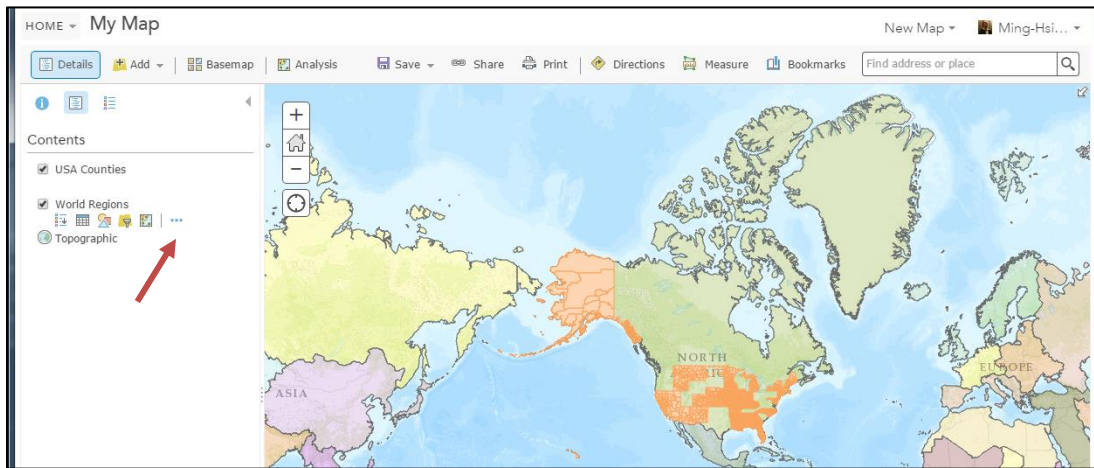 HOME My Map New Map Ming-Hsi...
Details Add Basemap Analysis Save Share Print Directions Measure Bookmarks Find address or place
Contents
USA Counties
World Regions
Topographic
NORTH
ASIA
EUROPE